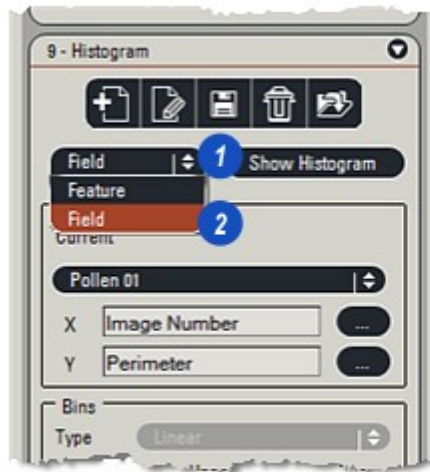 9 - Histogram
Field 1 Show Histogram
Feature
Field 2
Current
Pollen 01
X Image Number ...
Y Perimeter ...
Bins
Type Linear